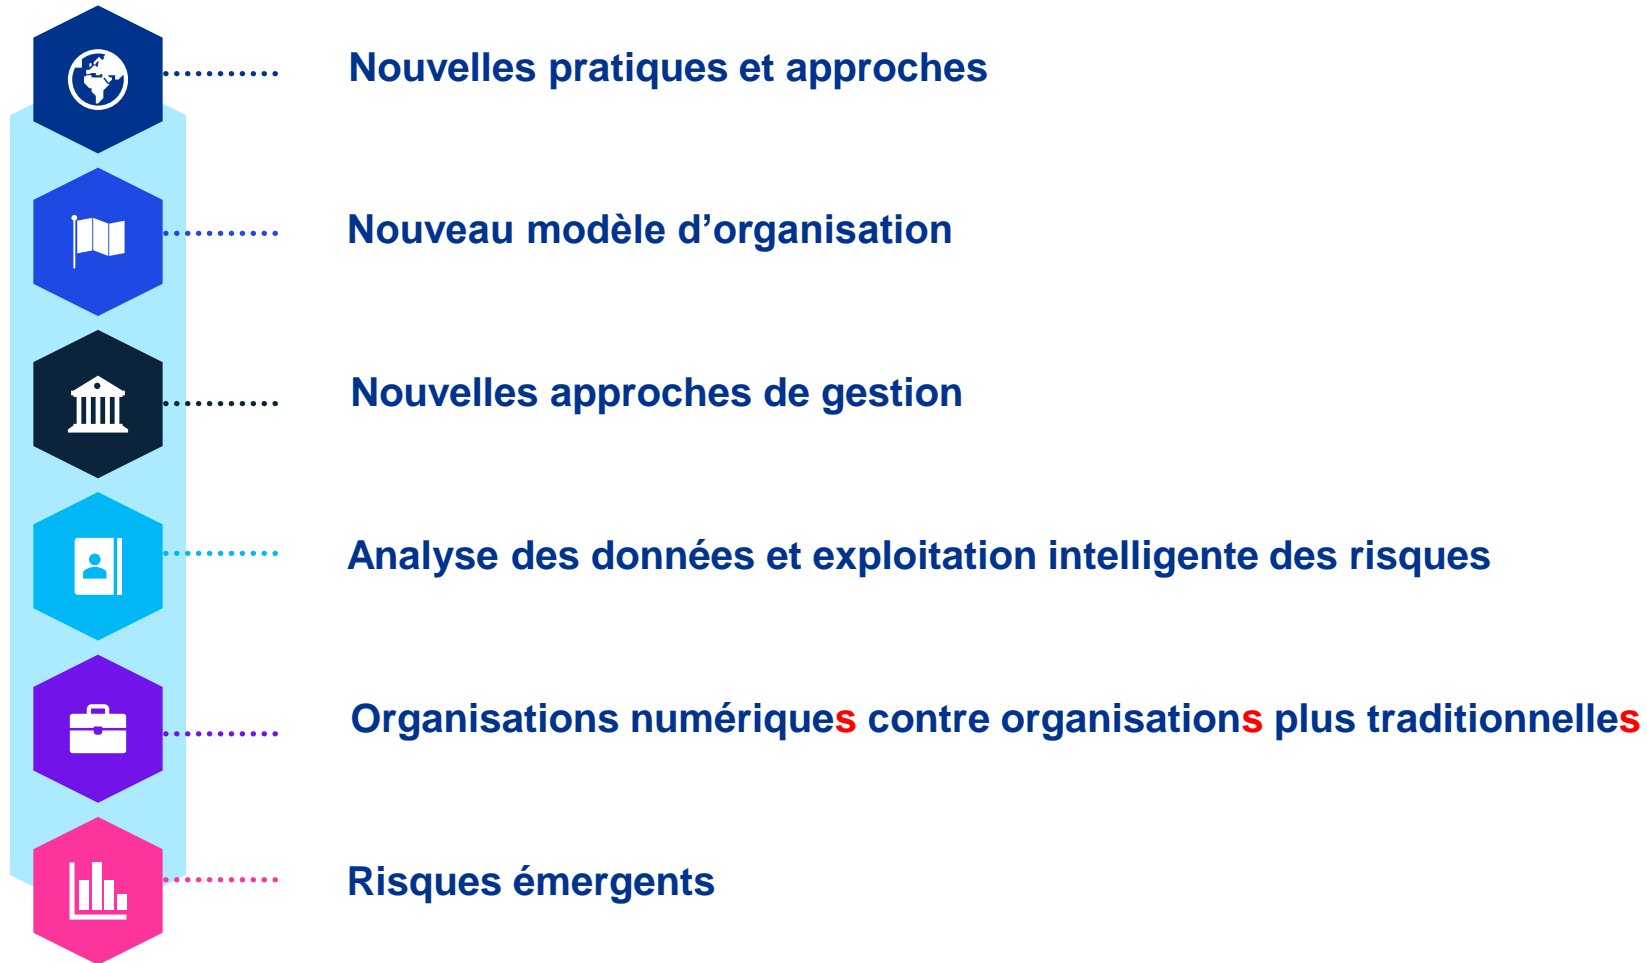 Nouvelles pratiques et approches
Nouveau modèle d’organisation
Nouvelles approches de gestion
Analyse des données et exploitation intelligente des risques
Organisations numériques contre organisations plus traditionnelles
Risques émergents